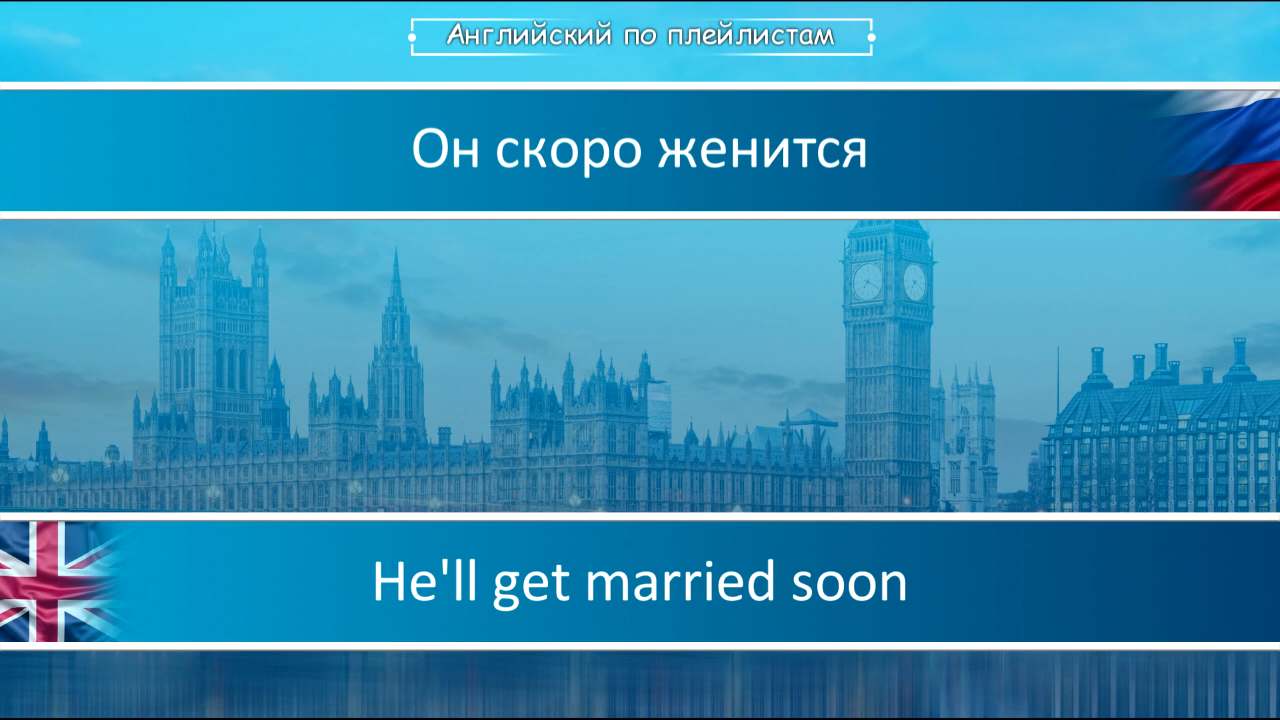 Английский по плейлистам
Он скоро женится
He'll get married soon